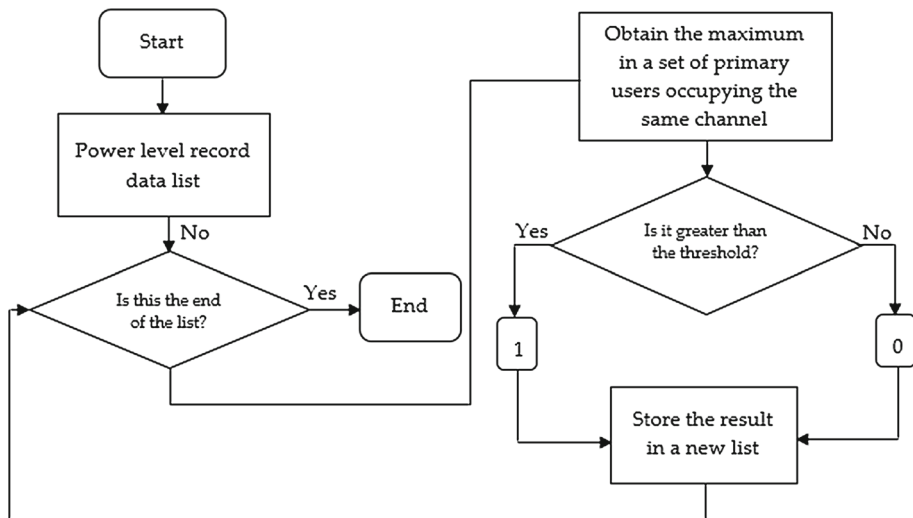 Start
Power level record
data list
No
Is this the end
of the list?
Yes
End
Obtain the maximum
in a set of primary
users occupying the
same channel
Is it greater than
the threshold?
Yes
No
1
0
Store the result
in a new list